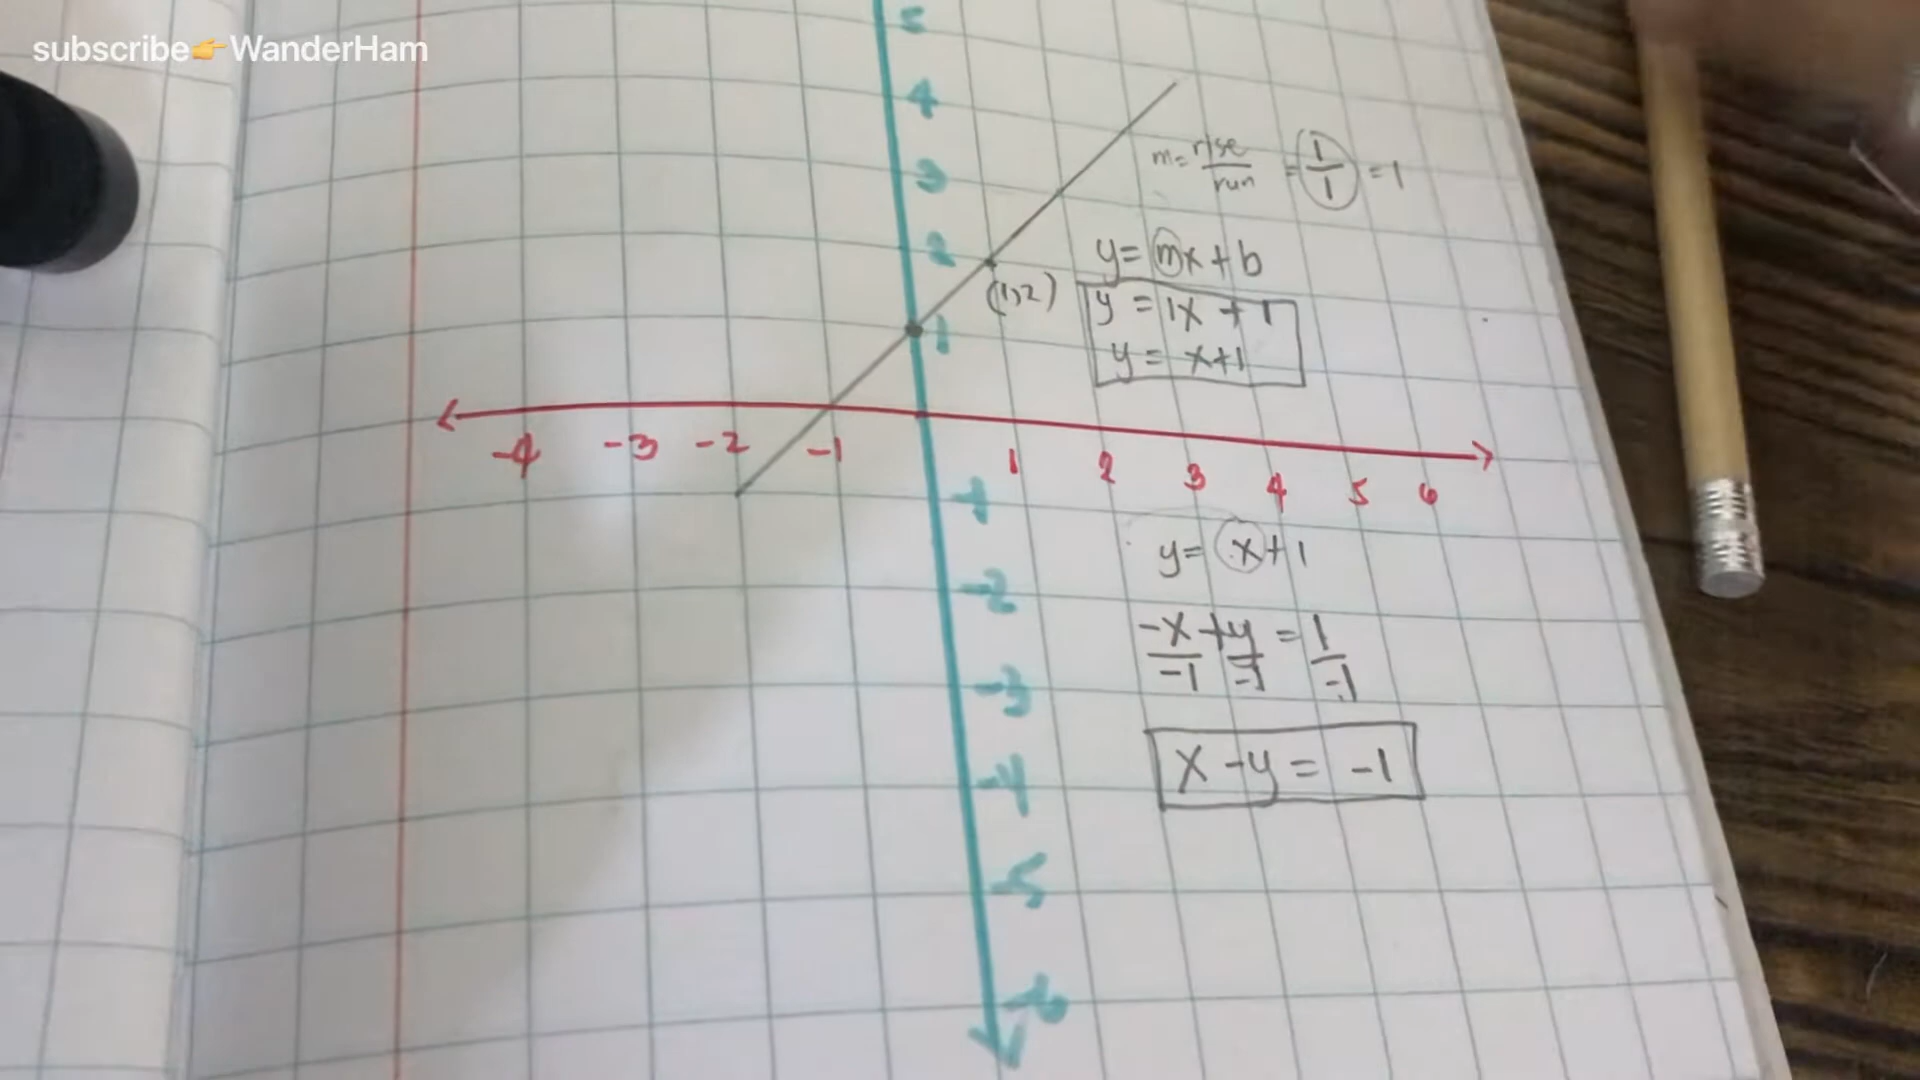 subscribe👉WanderHam
4
3
2
1
m= rise/run = 1/1 = 1
y= mx+b
(1,2)
y = 1x + 1
y = x+1
-4 -3 -2 -1 1 2 3 4 5 6
-1
y= x+1
-2
-x/-1 +y/-1 = 1/-1
-3
x -y = -1
-4
-5
-6